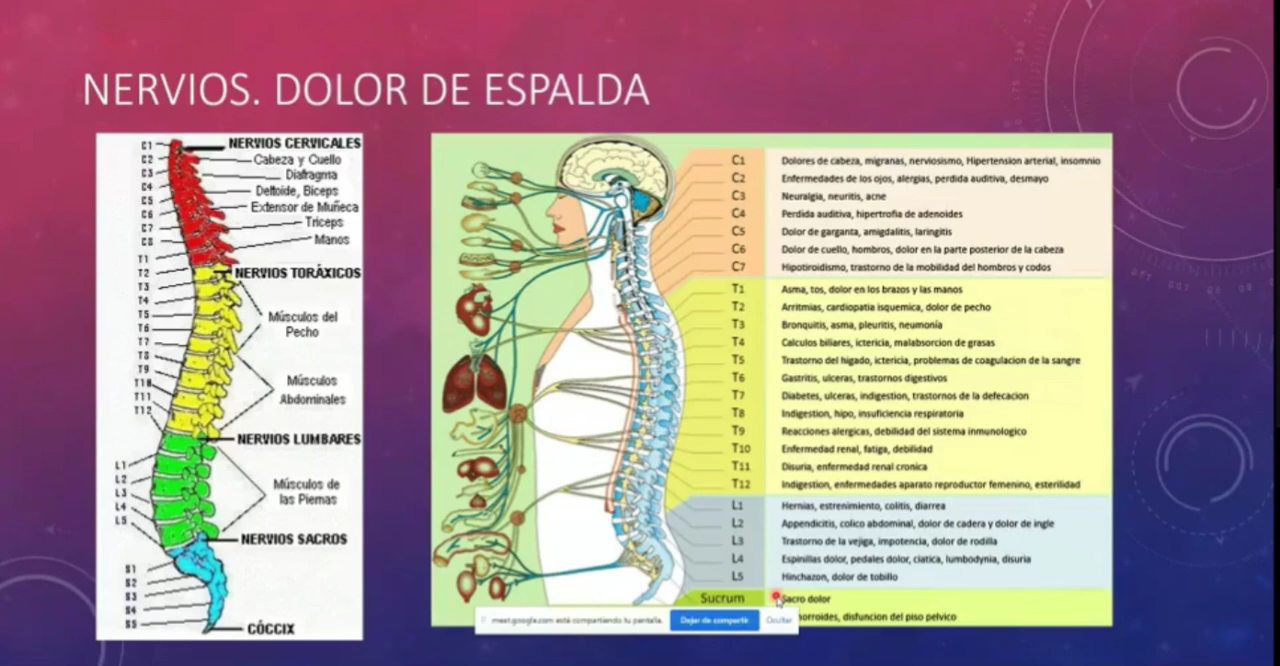 NERVIOS. DOLOR DE ESPALDA
C1
NERVIOS CERVICALES
C2
Cabeza y Cuello
C3
Diafragma
C4
Deltoide, Biceps
C5
Extensor de Muñeca
C6
Triceps
C7
Manos
C8
T1
T2
NERVIOS TORÁXICOS
T3
T4
T5
Músculos del
Pecho
T6
T7
T8
T9
Músculos
T10
Abdominales
T11
T12
NERVIOS LUMBARES
L1
L2
L3
Músculos de
las Piernas
L4
L5
NERVIOS SACROS
S1
S2
S3
S4
S5
CÓCCIX
C1 Dolores de cabeza, migranas, nerviosismo, Hipertension arterial, insomnio
C2 Enfermedades de los ojos, alergias, perdida auditiva, desmayo
C3 Neuralgia, neuritis, acne
C4 Perdida auditiva, hipertrofia de adenoides
C5 Dolor de garganta, amigdalitis, laringitis
C6 Dolor de cuello, hombros, dolor en la parte posterior de la cabeza
C7 Hipotiroidismo, trastorno de la mobilidad del hombros y codos
T1 Asma, tos, dolor en los brazos y las manos
T2 Arritmias, cardiopatia isquemica, dolor de pecho
T3 Bronquitis, asma, pleuritis, neumonía
T4 Calculos biliares, ictericia, malabsorcion de grasas
T5 Trastorno del higado, ictericia, problemas de coagulacion de la sangre
T6 Gastritis, ulceras, trastornos digestivos
T7 Diabetes, ulceras, indigestion, trastornos de la defecacion
T8 Indigestion, hipo, insuficiencia respiratoria
T9 Reacciones alergicas, debilidad del sistema inmunologico
T10 Enfermedad renal, fatiga, debilidad
T11 Disuria, enfermedad renal cronica
T12 Indigestion, enfermedades aparato reproductor femenino, esterilidad
L1 Hernias, estrenimiento, colitis, diarrea
L2 Appendicitis, colico abdominal, dolor de cadera y dolor de ingle
L3 Trastorno de la vejiga, impotencia, dolor de rodilla
L4 Espinillas dolor, pedales dolor, ciatica, lumbodynia, disuria
L5 Hinchazon, dolor de tobillo
Sucrum Sacro dolor
disfuncion del piso pelvico
meet.google.com está compartiendo tu pantalla. Dejar de compartir Ocultar